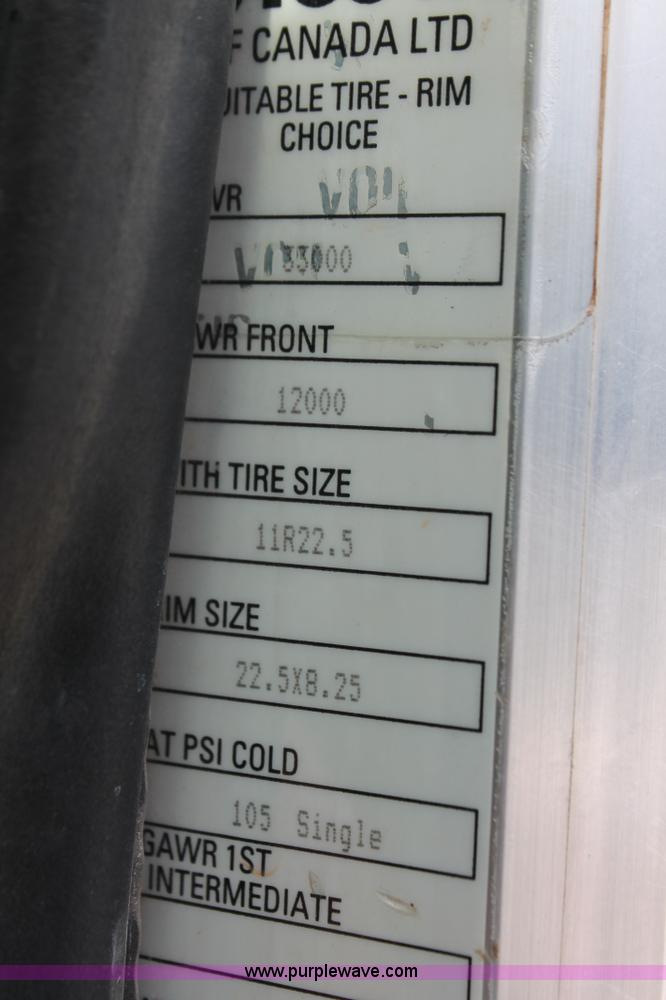 F CANADA LTD
UITABLE TIRE - RIM
CHOICE
VR
33000
WR FRONT
12000
ITH TIRE SIZE
11R22.5
IM SIZE
22.5X8.25
AT PSI COLD
105 Single
GAWR 1ST
INTERMEDIATE
www.purplewave.com